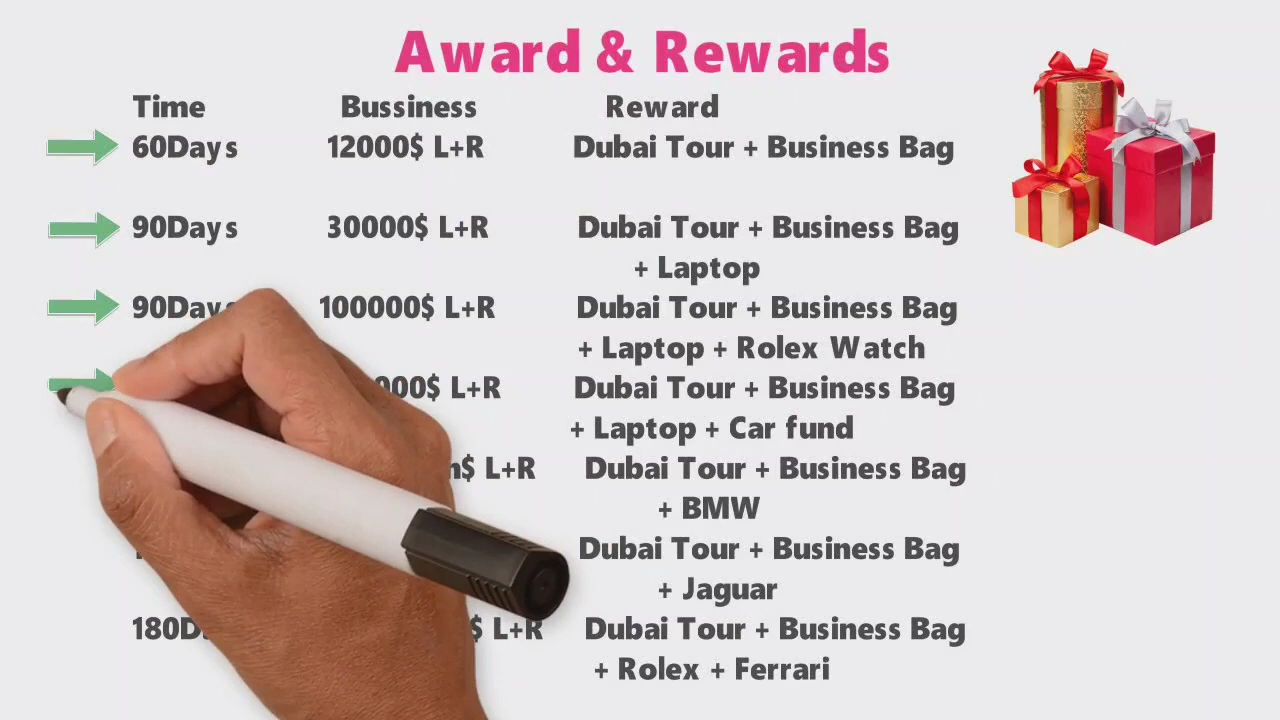 Award & Rewards
Time Bussiness Reward
60Days 12000$ L+R Dubai Tour + Business Bag
90Days 30000$ L+R Dubai Tour + Business Bag
+ Laptop
90Days 100000$ L+R Dubai Tour + Business Bag
+ Laptop + Rolex Watch
L+R Dubai Tour + Business Bag
+ Laptop + Car fund
L+R Dubai Tour + Business Bag
+ BMW
Dubai Tour + Business Bag
+ Jaguar
L+R Dubai Tour + Business Bag
+ Rolex + Ferrari